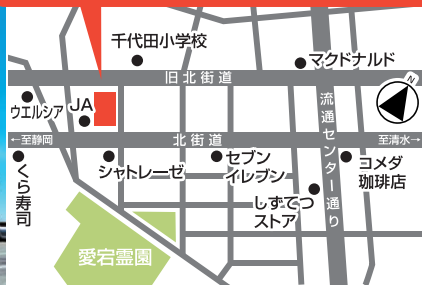 千代田小学校
マクドナルド
旧北街道
N
ウエルシア
JA
流通センター通り
←至静岡
北街道
至清水→
くら寿司
シャトレーゼ
セブン
イレブン
コメダ
珈琲店
しずてつ
ストア
愛宕霊園